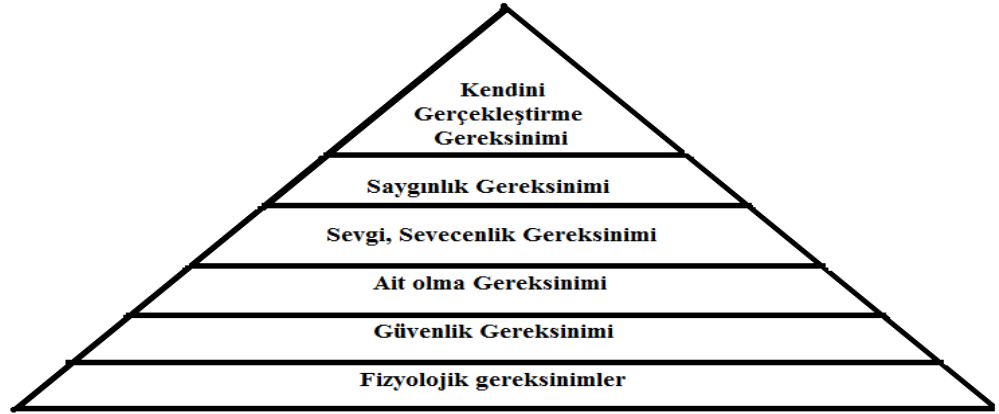 Kendini
Gerçekleştirme
Gereksinimi
Saygınlık Gereksinimi
Sevgi, Sevecenlik Gereksinimi
Ait olma Gereksinimi
Güvenlik Gereksinimi
Fizyolojik gereksinimler